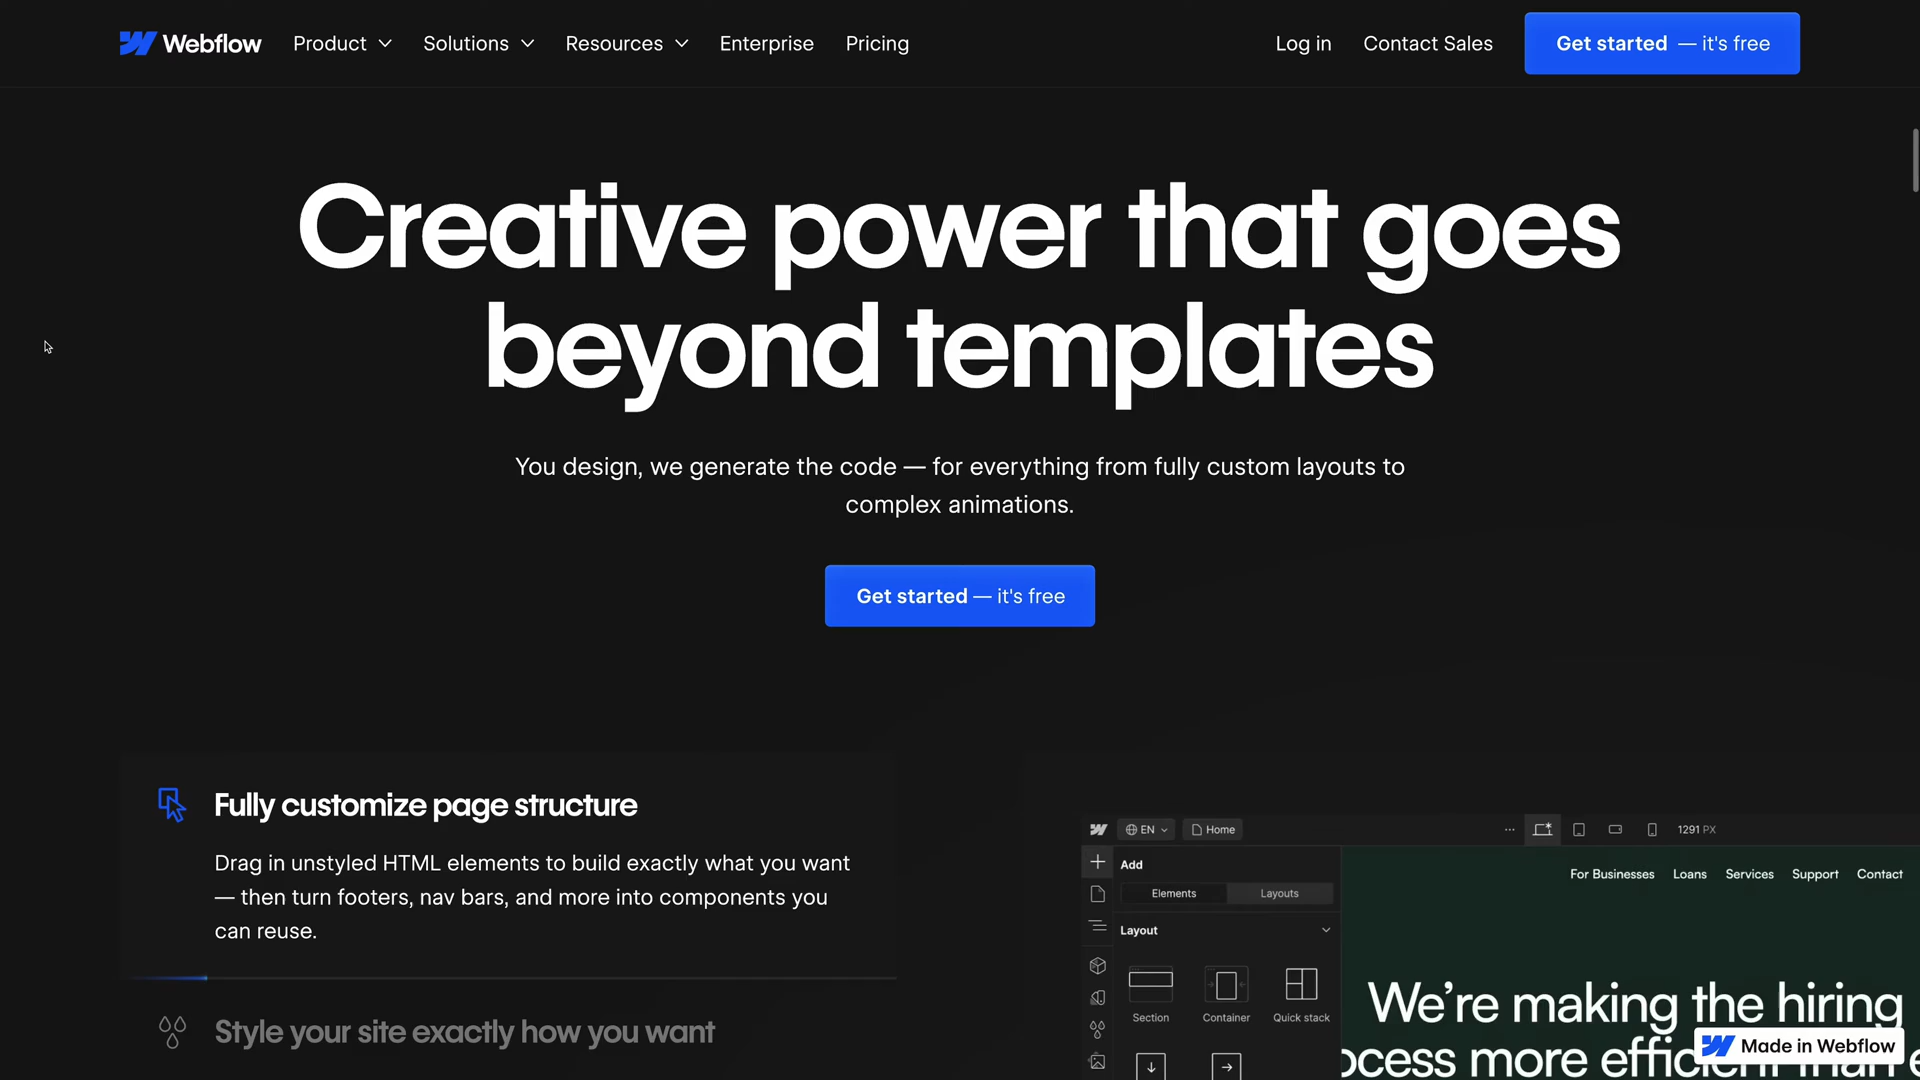 Webflow
Product
Solutions
Resources
Enterprise
Pricing
Log in
Contact Sales
Get started — it's free
Creative power that goes
beyond templates
You design, we generate the code — for everything from fully custom layouts to
complex animations.
Get started — it's free
Fully customize page structure
Drag in unstyled HTML elements to build exactly what you want
— then turn footers, nav bars, and more into components you
can reuse.
Style your site exactly how you want
EN
Home
1291 PX
Add
Elements
Layouts
Layout
Section
Container
Quick stack
For Businesses
Loans
Services
Support
Contact
We’re making the hiring
more
Made in Webflow